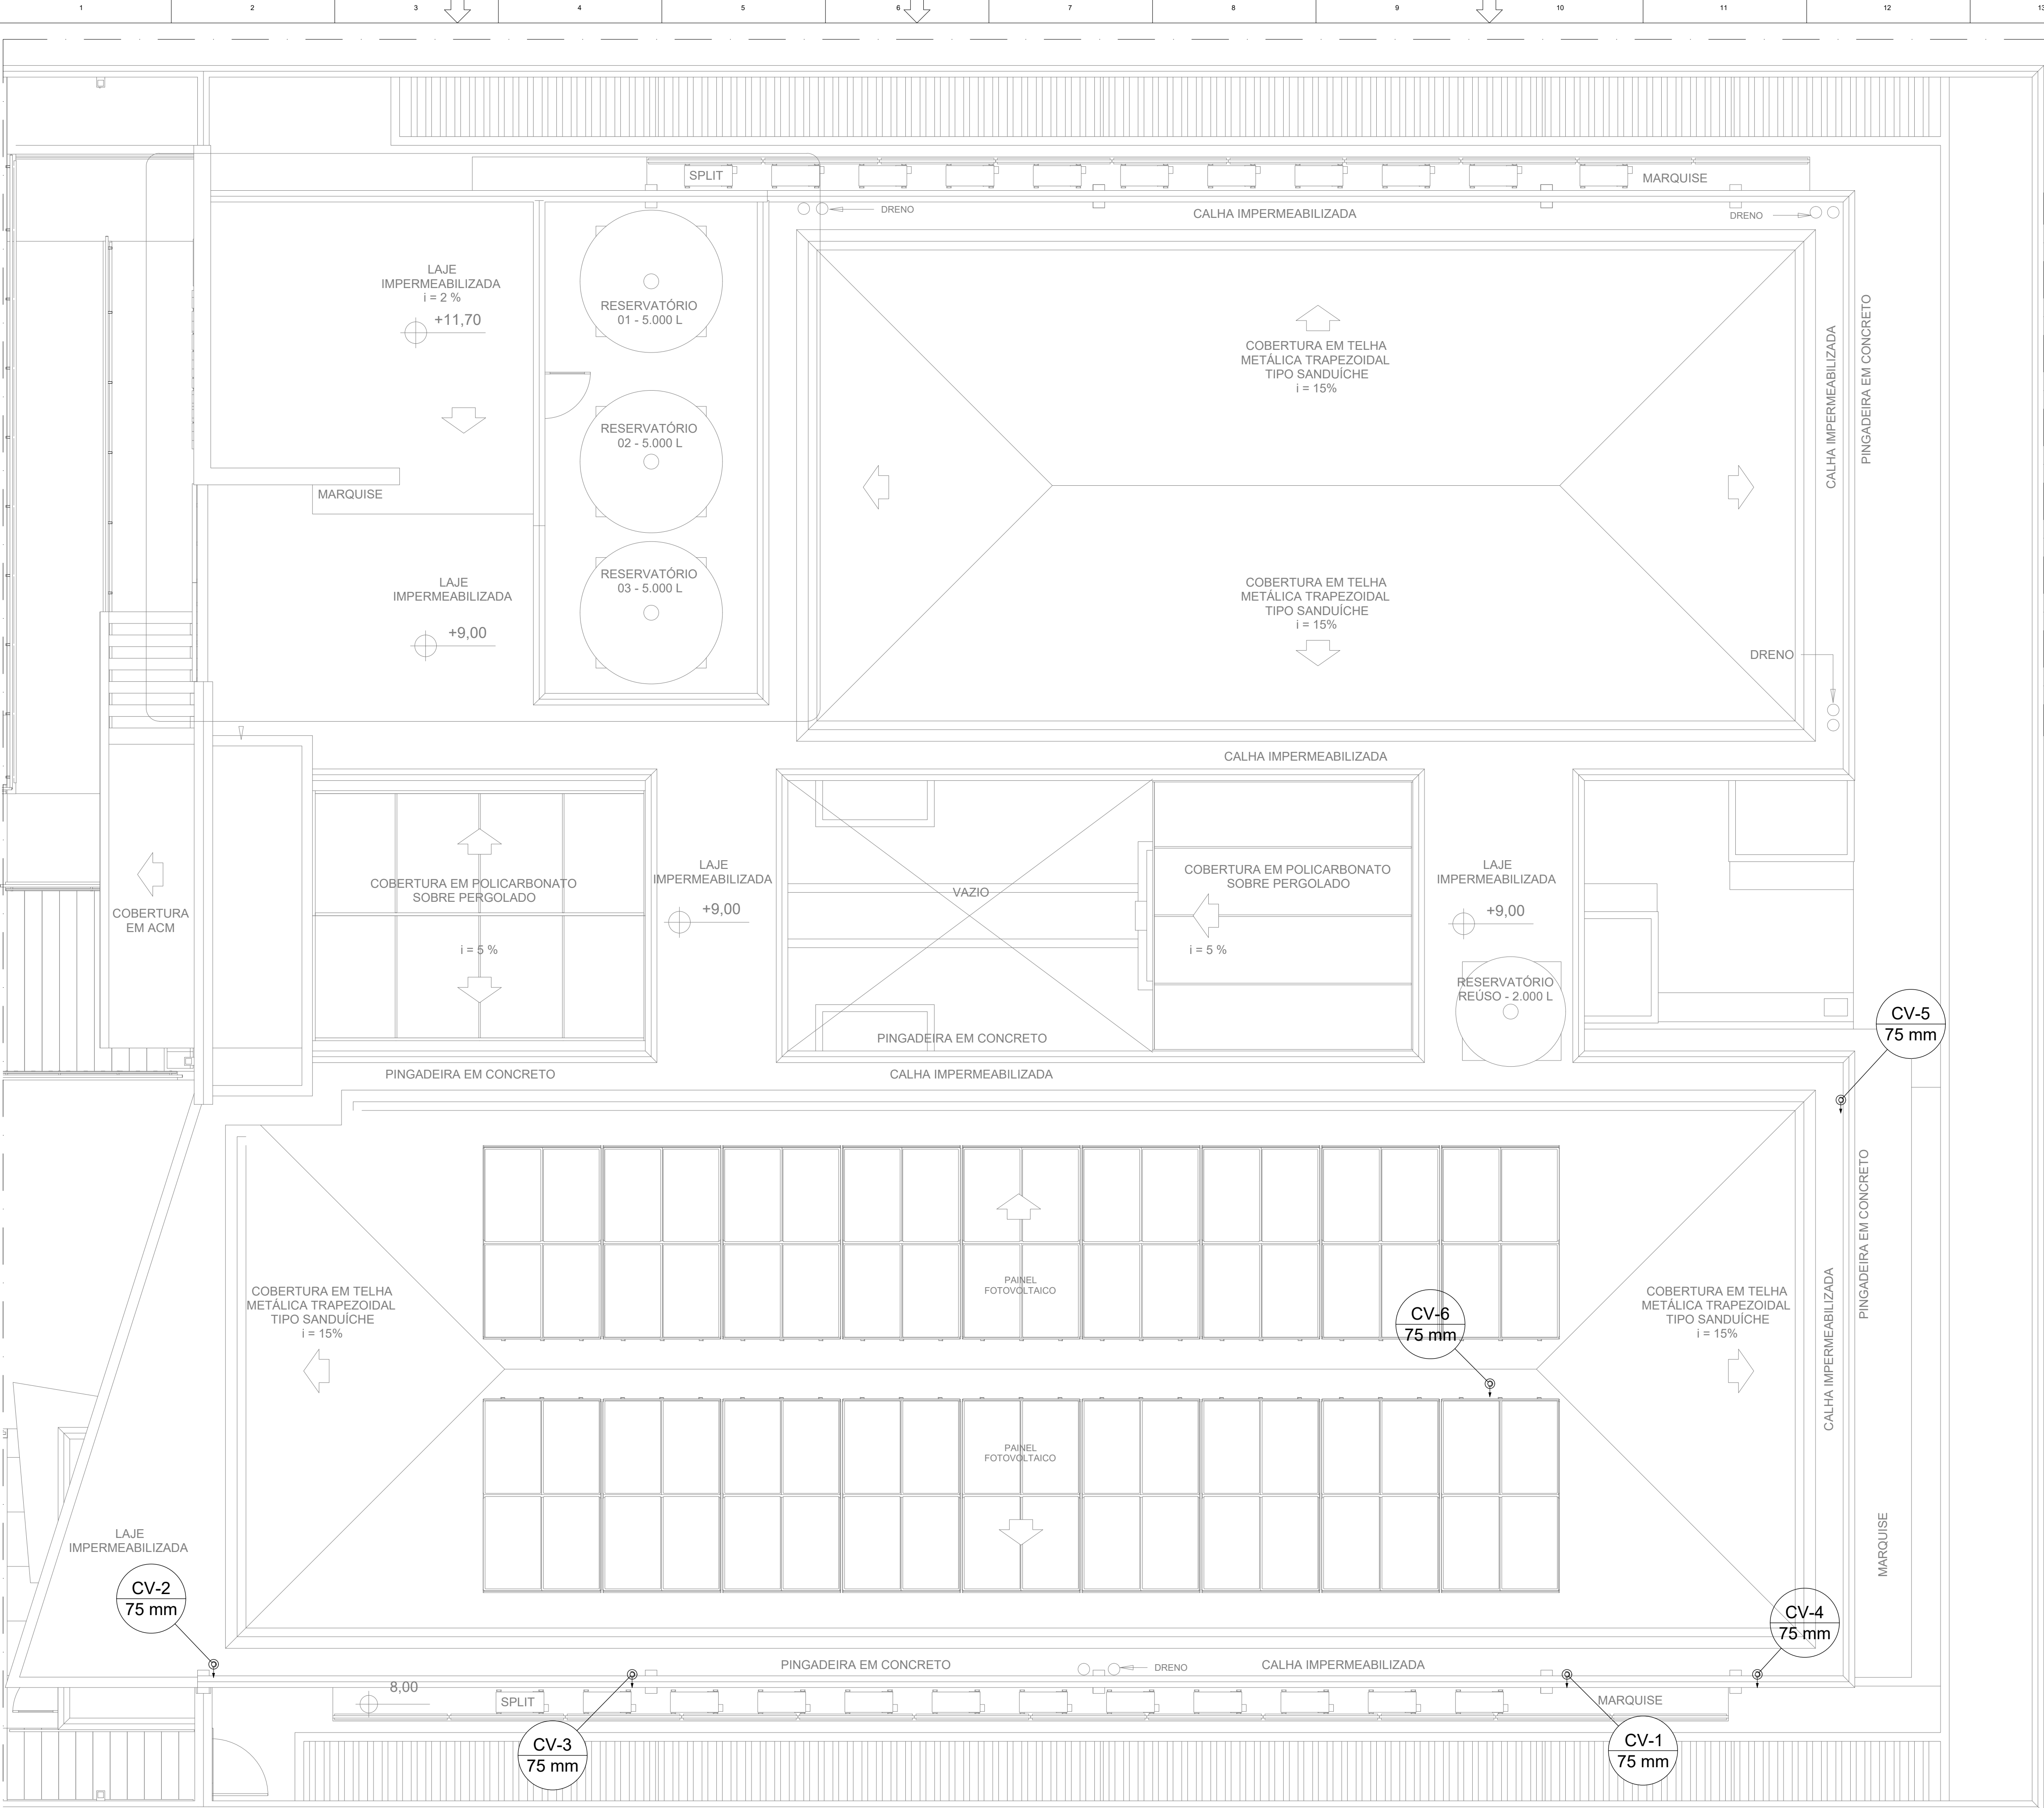 1 2 3 4 5 6 7 8 9 10 11 12 13
SPLIT
MARQUISE
DRENO
CALHA IMPERMEABILIZADA
DRENO
LAJE
IMPERMEABILIZADA
i = 2 %
+11,70
RESERVATÓRIO
01 - 5.000 L
COBERTURA EM TELHA
METÁLICA TRAPEZOIDAL
TIPO SANDUÍCHE
i = 15%
CALHA IMPERMEABILIZADA
PINGADEIRA EM CONCRETO
RESERVATÓRIO
02 - 5.000 L
MARQUISE
LAJE
IMPERMEABILIZADA
+9,00
RESERVATÓRIO
03 - 5.000 L
COBERTURA EM TELHA
METÁLICA TRAPEZOIDAL
TIPO SANDUÍCHE
i = 15%
DRENO
CALHA IMPERMEABILIZADA
COBERTURA
EM ACM
COBERTURA EM POLICARBONATO
SOBRE PERGOLADO
i = 5 %
LAJE
IMPERMEABILIZADA
+9,00
VAZIO
COBERTURA EM POLICARBONATO
SOBRE PERGOLADO
i = 5 %
LAJE
IMPERMEABILIZADA
+9,00
RESERVATÓRIO
REÚSO - 2.000 L
CV-5
75 mm
PINGADEIRA EM CONCRETO
PINGADEIRA EM CONCRETO
CALHA IMPERMEABILIZADA
PAINEL
FOTOVOLTAICO
COBERTURA EM TELHA
METÁLICA TRAPEZOIDAL
TIPO SANDUÍCHE
i = 15%
CV-6
75 mm
COBERTURA EM TELHA
METÁLICA TRAPEZOIDAL
TIPO SANDUÍCHE
i = 15%
CALHA IMPERMEABILIZADA
PINGADEIRA EM CONCRETO
PAINEL
FOTOVOLTAICO
MARQUISE
LAJE
IMPERMEABILIZADA
CV-2
75 mm
CV-4
75 mm
PINGADEIRA EM CONCRETO
DRENO
CALHA IMPERMEABILIZADA
8,00
SPLIT
MARQUISE
CV-3
75 mm
CV-1
75 mm